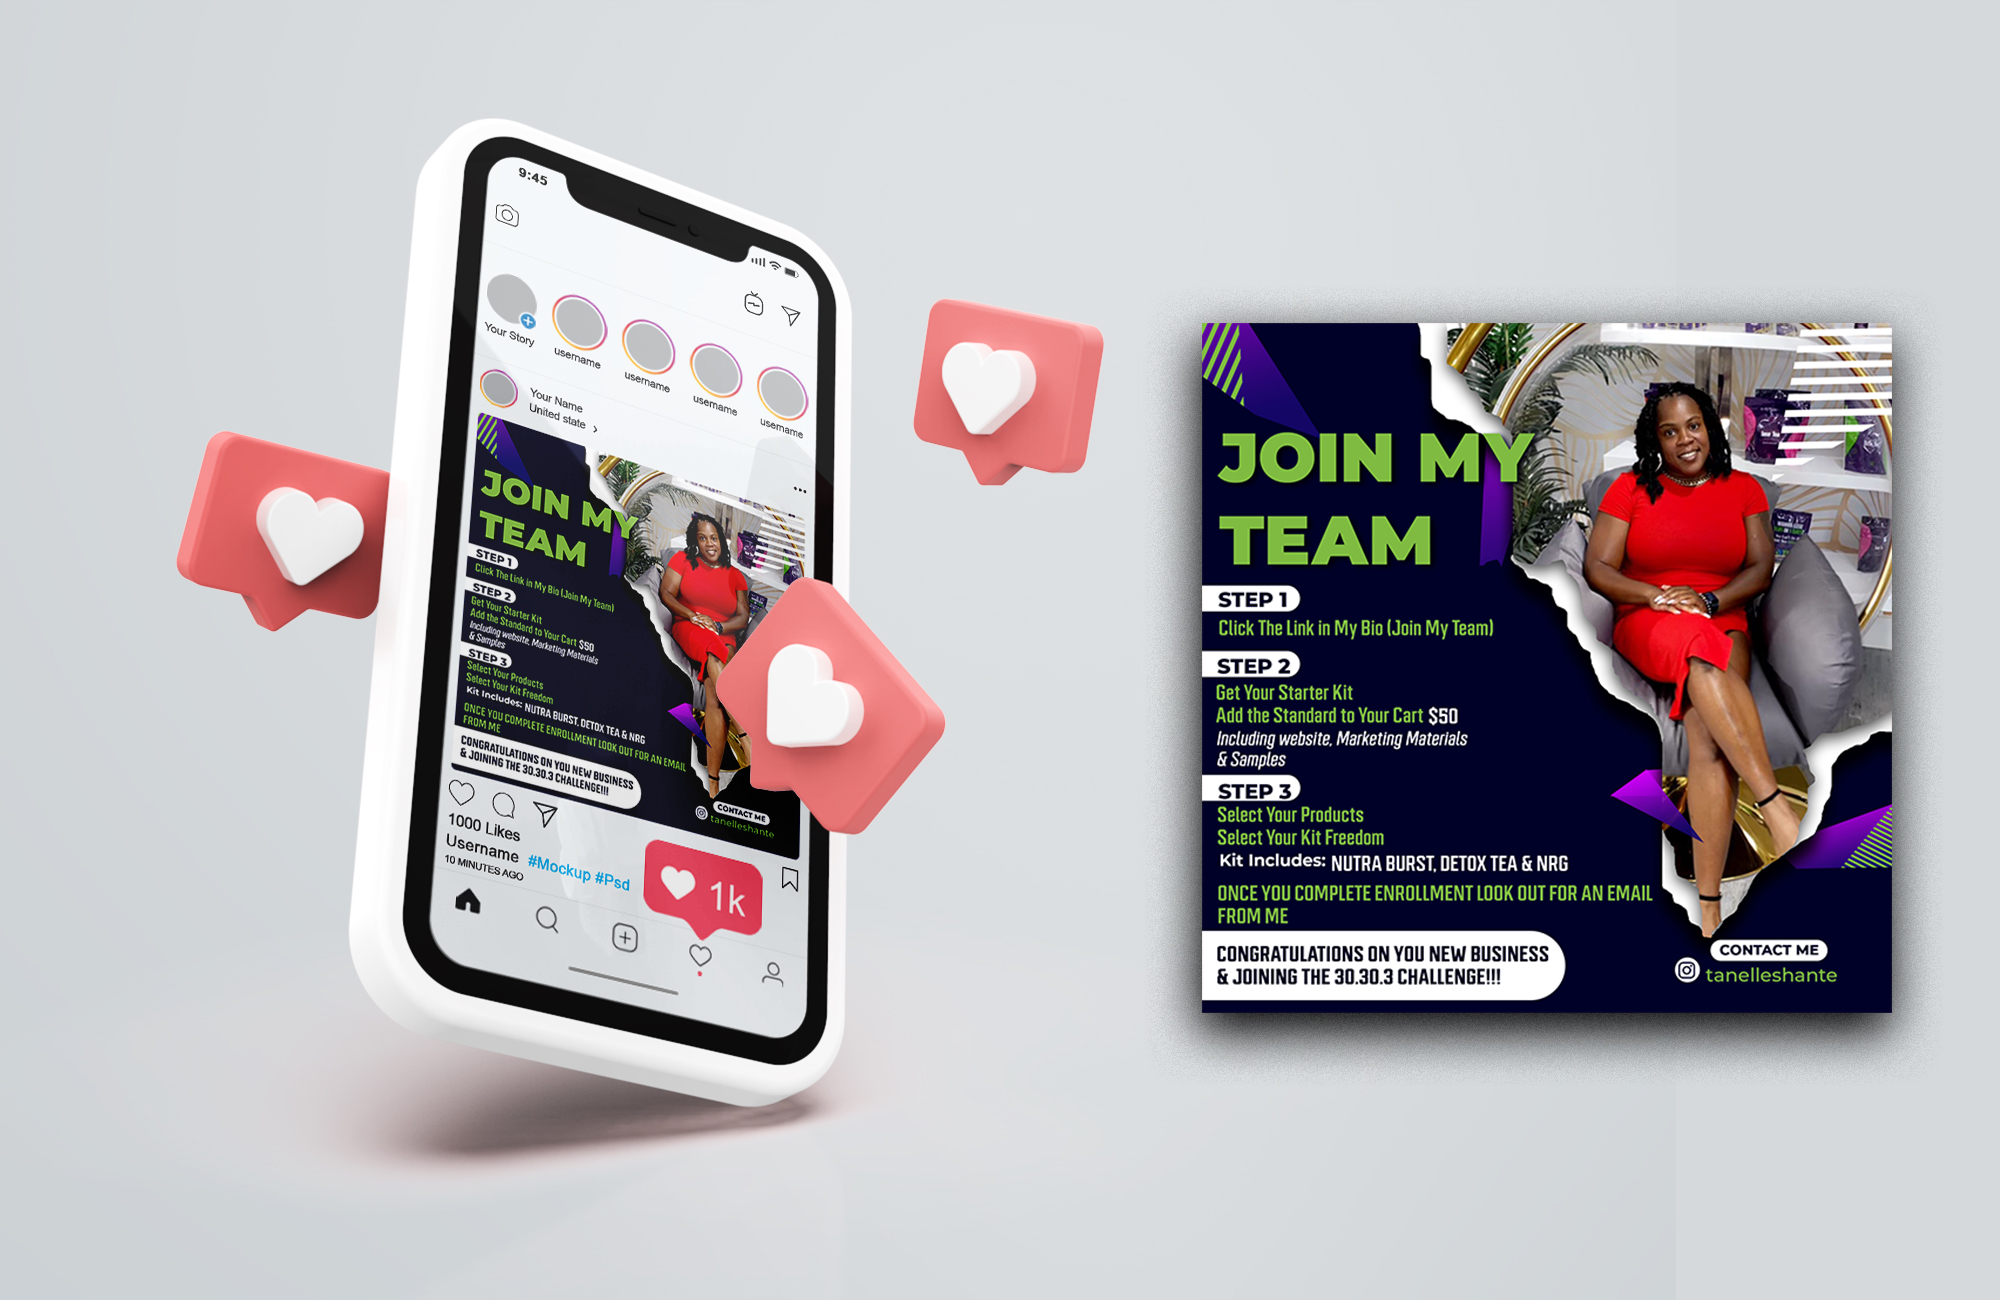 9:45
Your Story
username
username
username
username
Your Name
United state
JOIN MY
TEAM
STEP 1
Click The Link in My Bio (Join My Team)
STEP 2
Get Your Starter Kit
Add the Standard to Your Cart $50
Including website, Marketing Materials
& Samples
STEP 3
Select Your Products
Select Your Kit Freedom
Kit Includes: NUTRA BURST, DETOX TEA & NRG
ONCE YOU COMPLETE ENROLLMENT LOOK OUT FOR AN EMAIL
FROM ME
CONGRATULATIONS ON YOU NEW BUSINESS
& JOINING THE 30.30.3 CHALLENGE!!!
CONTACT ME
tanelleshante
1000 Likes
Username
#Mockup #Psd
10 MINUTES AGO
1k
JOIN MY
TEAM
STEP 1
Click The Link in My Bio (Join My Team)
STEP 2
Get Your Starter Kit
Add the Standard to Your Cart $50
Including website, Marketing Materials
& Samples
STEP 3
Select Your Products
Select Your Kit Freedom
Kit Includes: NUTRA BURST, DETOX TEA & NRG
ONCE YOU COMPLETE ENROLLMENT LOOK OUT FOR AN EMAIL
FROM ME
CONGRATULATIONS ON YOU NEW BUSINESS
& JOINING THE 30.30.3 CHALLENGE!!!
CONTACT ME
tanelleshante